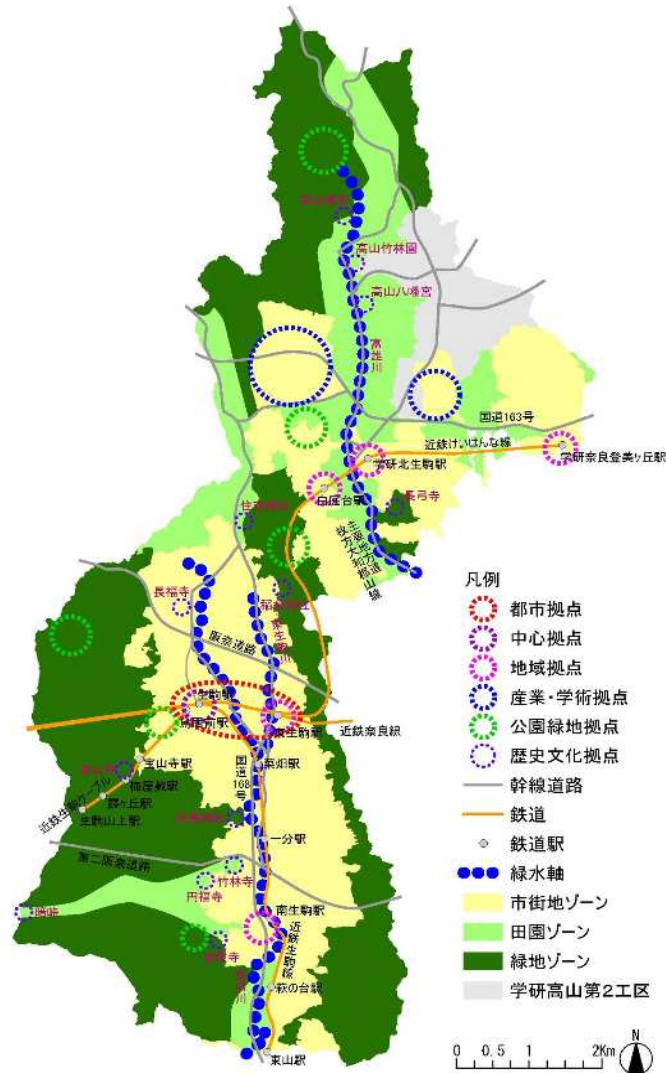 高山竹林園
高山八幡宮
富雄川
国道163号
近鉄けいはんな線
学研北生駒駅
学研奈良登美ヶ丘駅
白庭台駅
長弓寺
主要地方道
枚方大和郡山線
長福寺
阪奈道路
生駒駅
鳥居前駅
東生駒駅
近鉄奈良線
菜畑駅
国道168号
宝山寺駅
梅屋敷駅
霞ヶ丘駅
生駒山上駅
近鉄生駒ケーブル
一分駅
第二阪奈道路
竹林寺
円福寺
暗峠
南生駒駅
近鉄生駒線
萩の台駅
東山駅
凡例
都市拠点
中心拠点
地域拠点
産業・学術拠点
公園緑地拠点
歴史文化拠点
幹線道路
鉄道
鉄道駅
緑水軸
市街地ゾーン
田園ゾーン
緑地ゾーン
学研高山第2工区
0 0.5 1 2Km
N